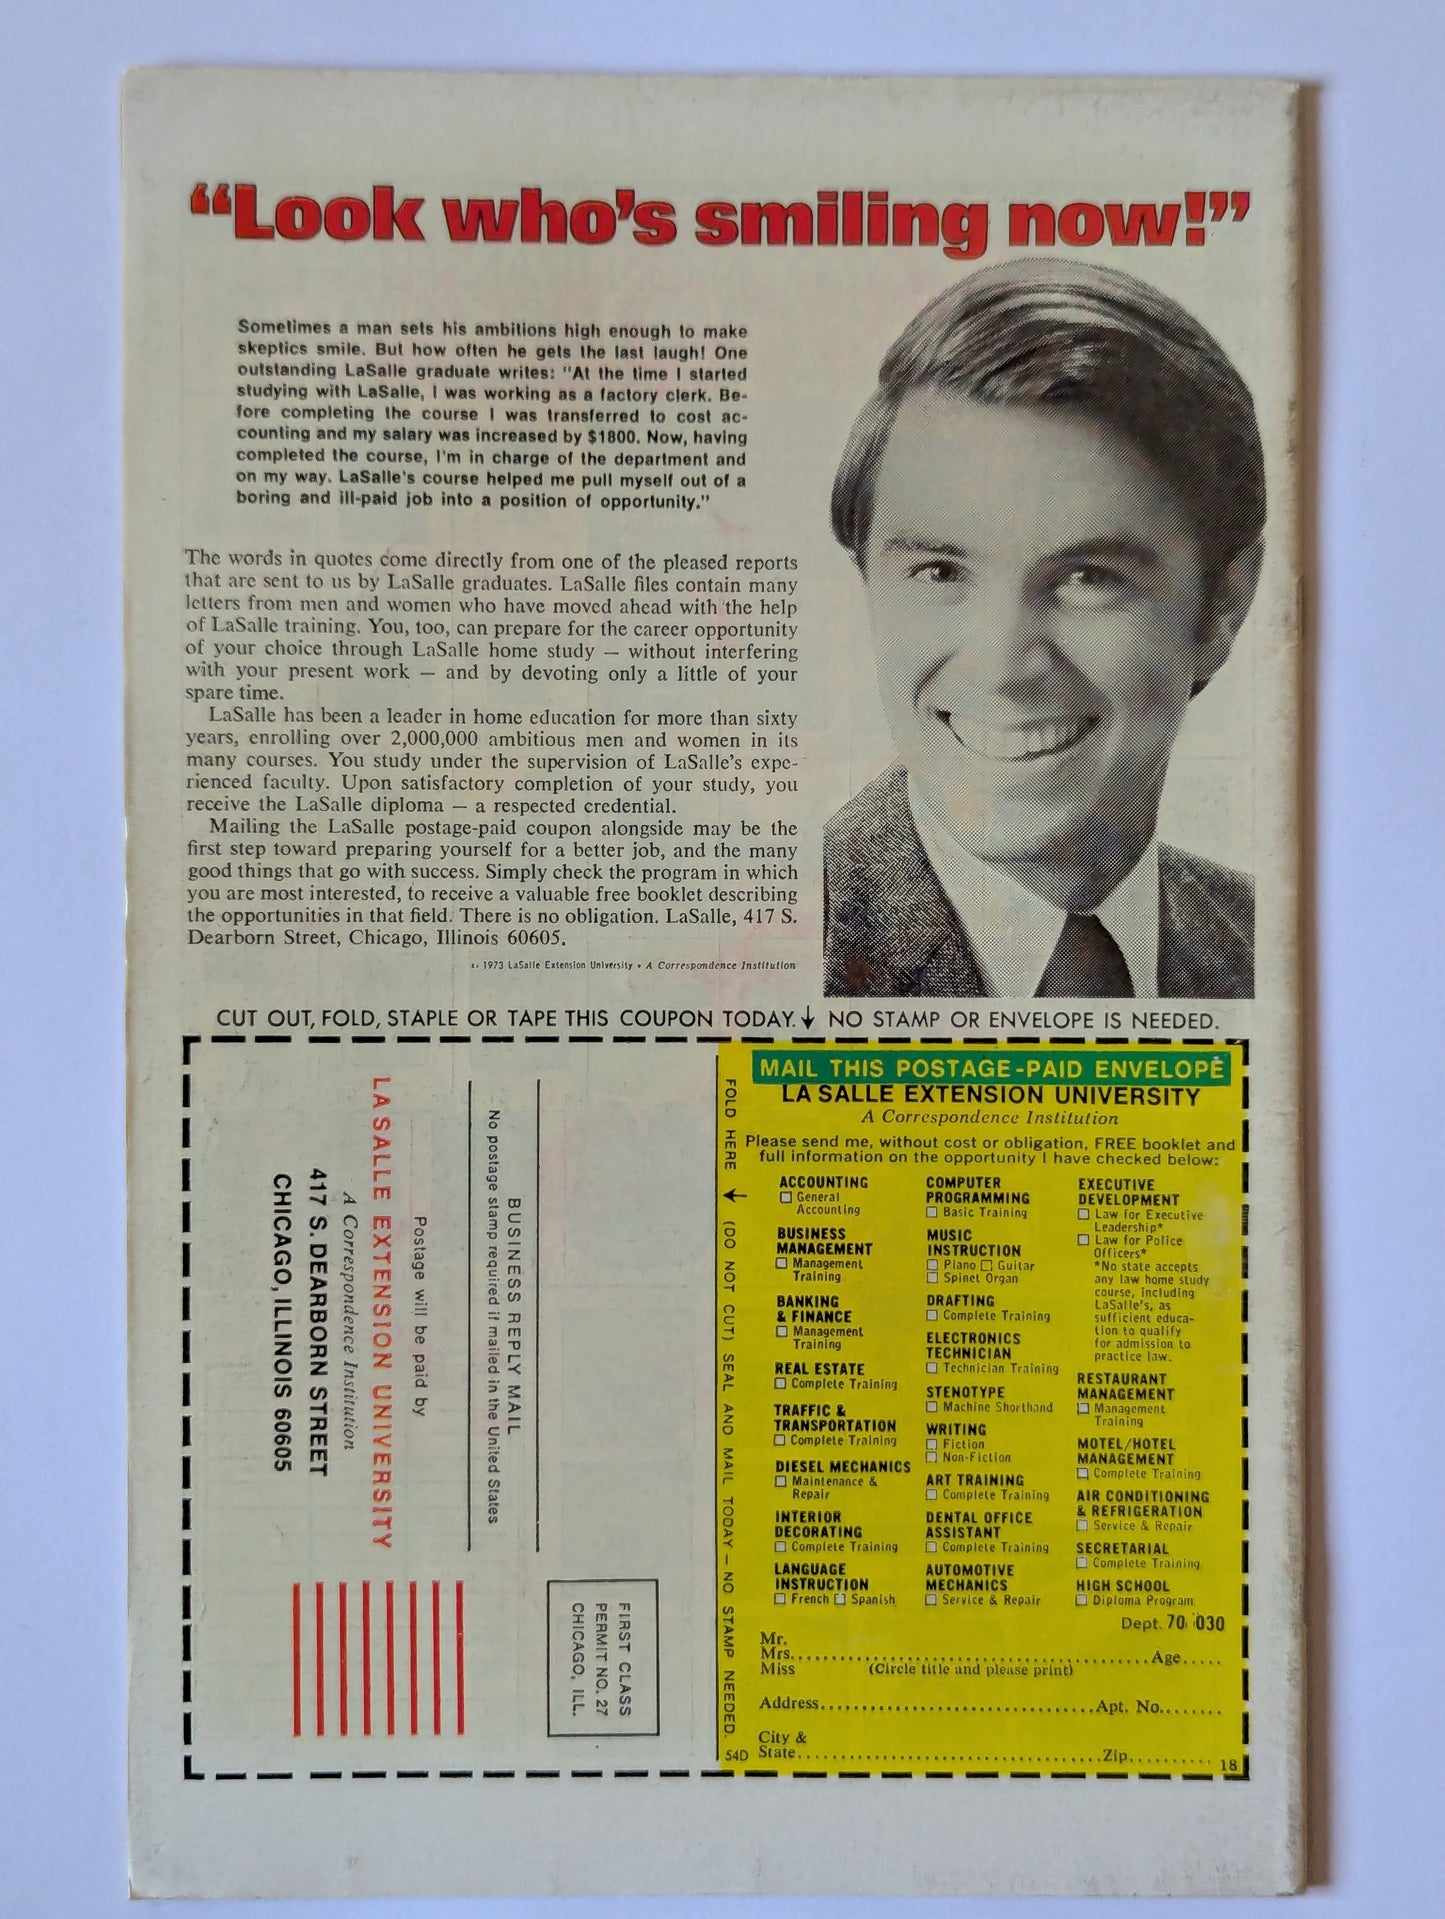 “Look who's smiling now!”
Sometimes a man sets his ambitions high enough to make
skeptics smile. But how often he gets the last laugh! One
outstanding LaSalle graduate writes: "At the time I started
studying with LaSalle, I was working as a factory clerk. Be-
fore completing the course I was transferred to cost ac-
counting and my salary was increased by $1800. Now, having
completed the course, I'm in charge of the department and
on my way. LaSalle's course helped me pull myself out of a
boring and ill-paid job into a position of opportunity."
The words in quotes come directly from one of the pleased reports
that are sent to us by LaSalle graduates. LaSalle files contain many
letters from men and women who have moved ahead with the help
of LaSalle training. You, too, can prepare for the career opportunity
of your choice through LaSalle home study — without interfering
with your present work — and by devoting only a little of your
spare time.
LaSalle has been a leader in home education for more than sixty
years, enrolling over 2,000,000 ambitious men and women in its
many courses. You study under the supervision of LaSalle's expe-
rienced faculty. Upon satisfactory completion of your study, you
receive the LaSalle diploma — a respected credential.
Mailing the LaSalle postage-paid coupon alongside may be the
first step toward preparing yourself for a better job, and the many
good things that go with success. Simply check the program in which
you are most interested, to receive a valuable free booklet describing
the opportunities in that field. There is no obligation. LaSalle, 417 S.
Dearborn Street, Chicago, Illinois 60605.
1973 LaSalle Extension University • A Correspondence Institution
CUT OUT, FOLD, STAPLE OR TAPE THIS COUPON TODAY. ↓ NO STAMP OR ENVELOPE IS NEEDED.
FIRST CLASS
PERMIT NO. 27
CHICAGO, ILL.
BUSINESS REPLY MAIL
No postage stamp required if mailed in the United States
Postage will be paid by
LA SALLE EXTENSION UNIVERSITY
A Correspondence Institution
417 S. DEARBORN STREET
CHICAGO, ILLINOIS 60605
FOLD HERE ← (DO NOT CUT) SEAL AND MAIL TODAY — NO STAMP NEEDED.
54D
MAIL THIS POSTAGE-PAID ENVELOPE
LA SALLE EXTENSION UNIVERSITY
A Correspondence Institution
Please send me, without cost or obligation, FREE booklet and
full information on the opportunity I have checked below:
ACCOUNTING
☐ General
Accounting
BUSINESS
MANAGEMENT
☐ Management
Training
BANKING
& FINANCE
☐ Management
Training
REAL ESTATE
☐ Complete Training
TRAFFIC &
TRANSPORTATION
☐ Complete Training
DIESEL MECHANICS
☐ Maintenance &
Repair
INTERIOR
DECORATING
☐ Complete Training
LANGUAGE
INSTRUCTION
☐ French ☐ Spanish
COMPUTER
PROGRAMMING
☐ Basic Training
MUSIC
INSTRUCTION
☐ Piano ☐ Guitar
☐ Spinet Organ
DRAFTING
☐ Complete Training
ELECTRONICS
TECHNICIAN
☐ Technician Training
STENOTYPE
☐ Machine Shorthand
WRITING
☐ Fiction
☐ Non-Fiction
ART TRAINING
☐ Complete Training
DENTAL OFFICE
ASSISTANT
☐ Complete Training
AUTOMOTIVE
MECHANICS
☐ Service & Repair
EXECUTIVE
DEVELOPMENT
☐ Law for Executive
Leadership*
☐ Law for Police
Officers*
*No state accepts
any law home study
course, including
LaSalle's, as
sufficient educa-
tion to qualify
for admission to
practice law.
RESTAURANT
MANAGEMENT
☐ Management
Training
MOTEL/HOTEL
MANAGEMENT
☐ Complete Training
AIR CONDITIONING
& REFRIGERATION
☐ Service & Repair
SECRETARIAL
☐ Complete Training
HIGH SCHOOL
☐ Diploma Program
Dept. 70-030
Mr.
Mrs. Age
Miss (Circle title and please print)
Address Apt. No.
City &
State Zip
18